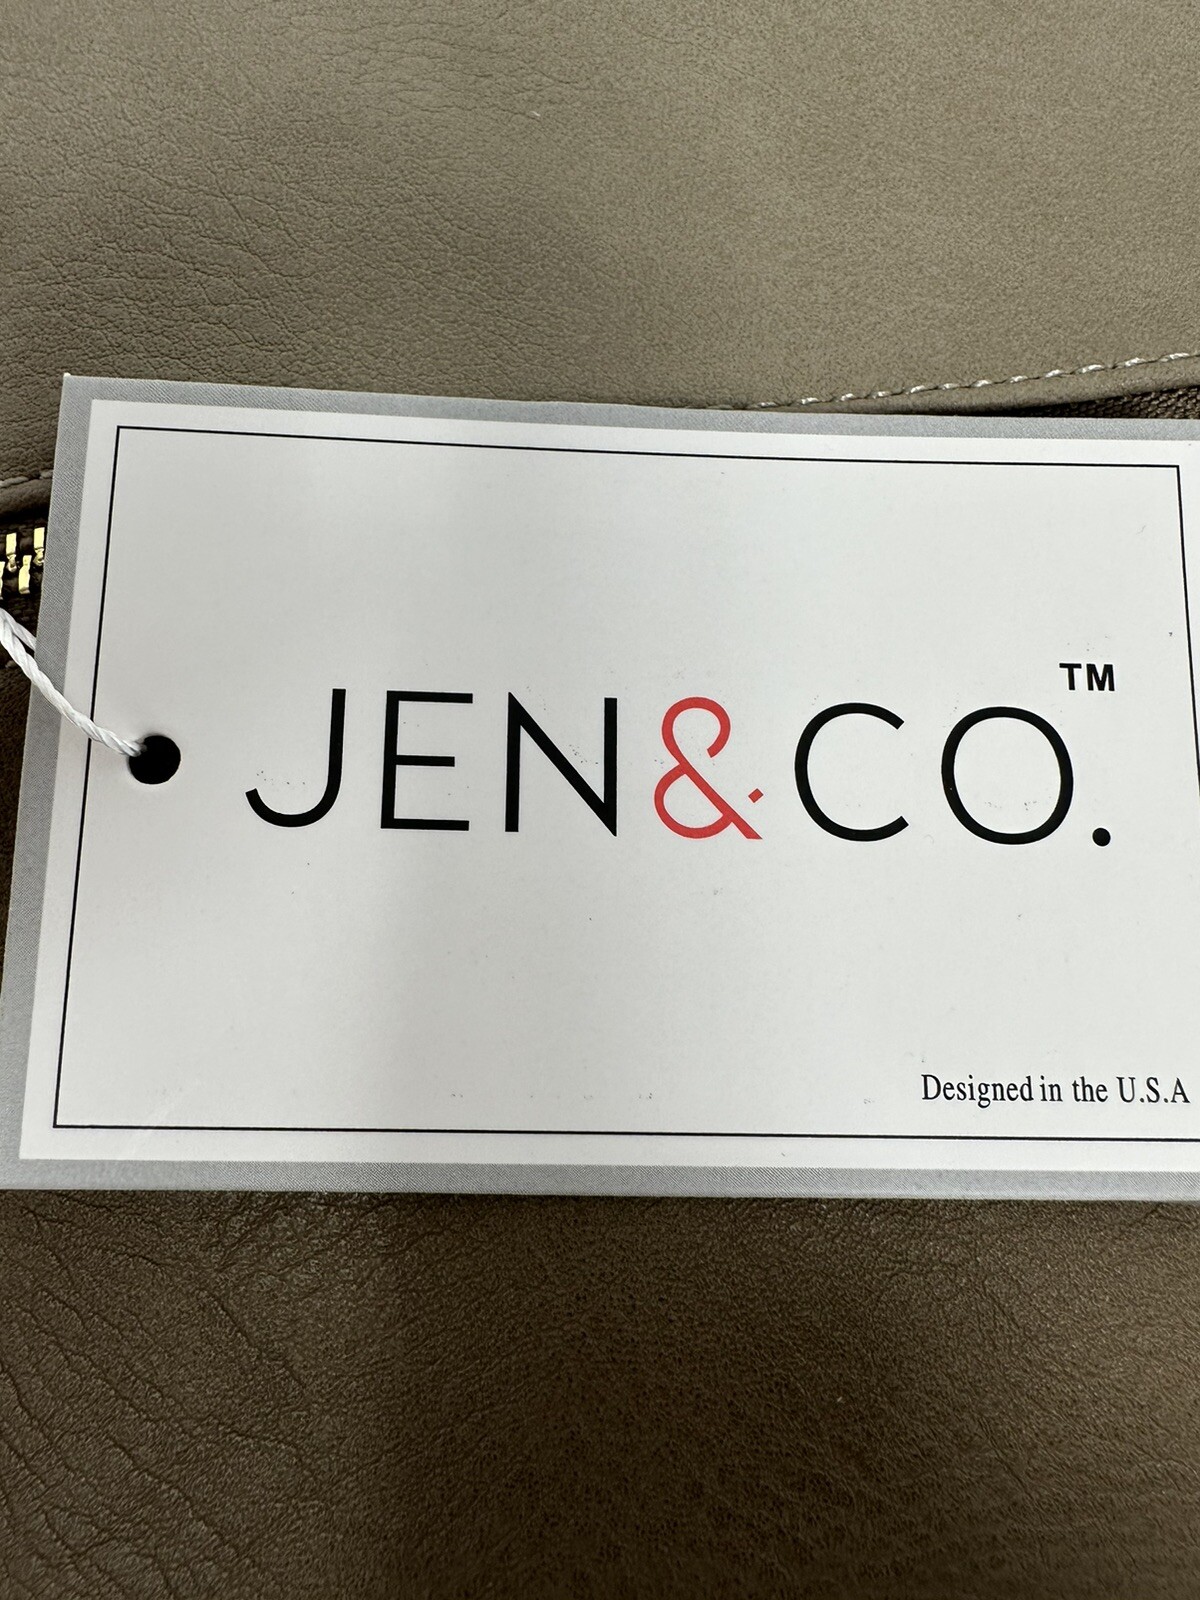 JEN&CO.™
Designed in the U.S.A